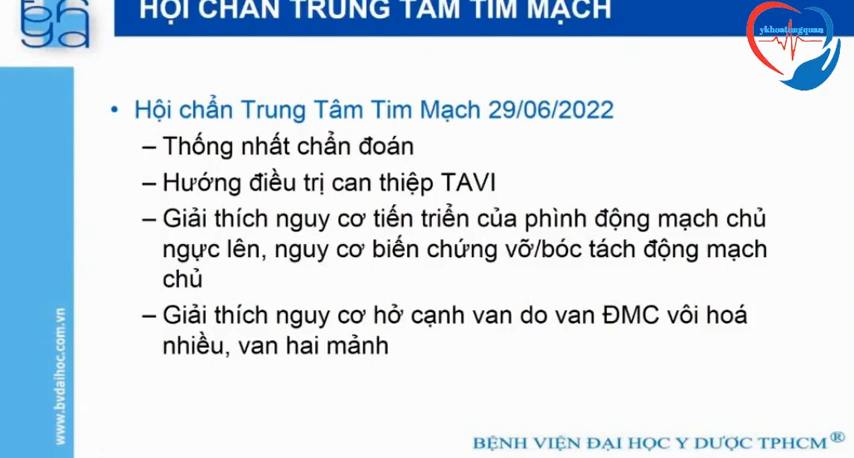 HỘI CHẨN TRUNG TÂM TIM MẠCH
ykhoatongquan
• Hội chẩn Trung Tâm Tim Mạch 29/06/2022
– Thống nhất chẩn đoán
– Hướng điều trị can thiệp TAVI
– Giải thích nguy cơ tiến triển của phình động mạch chủ
ngực lên, nguy cơ biến chứng vỡ/bóc tách động mạch
chủ
– Giải thích nguy cơ hở cạnh van do van ĐMC vôi hoá
nhiều, van hai mảnh
www.bvdaihoc.com.vn
BỆNH VIỆN ĐẠI HỌC Y DƯỢC TPHCM®